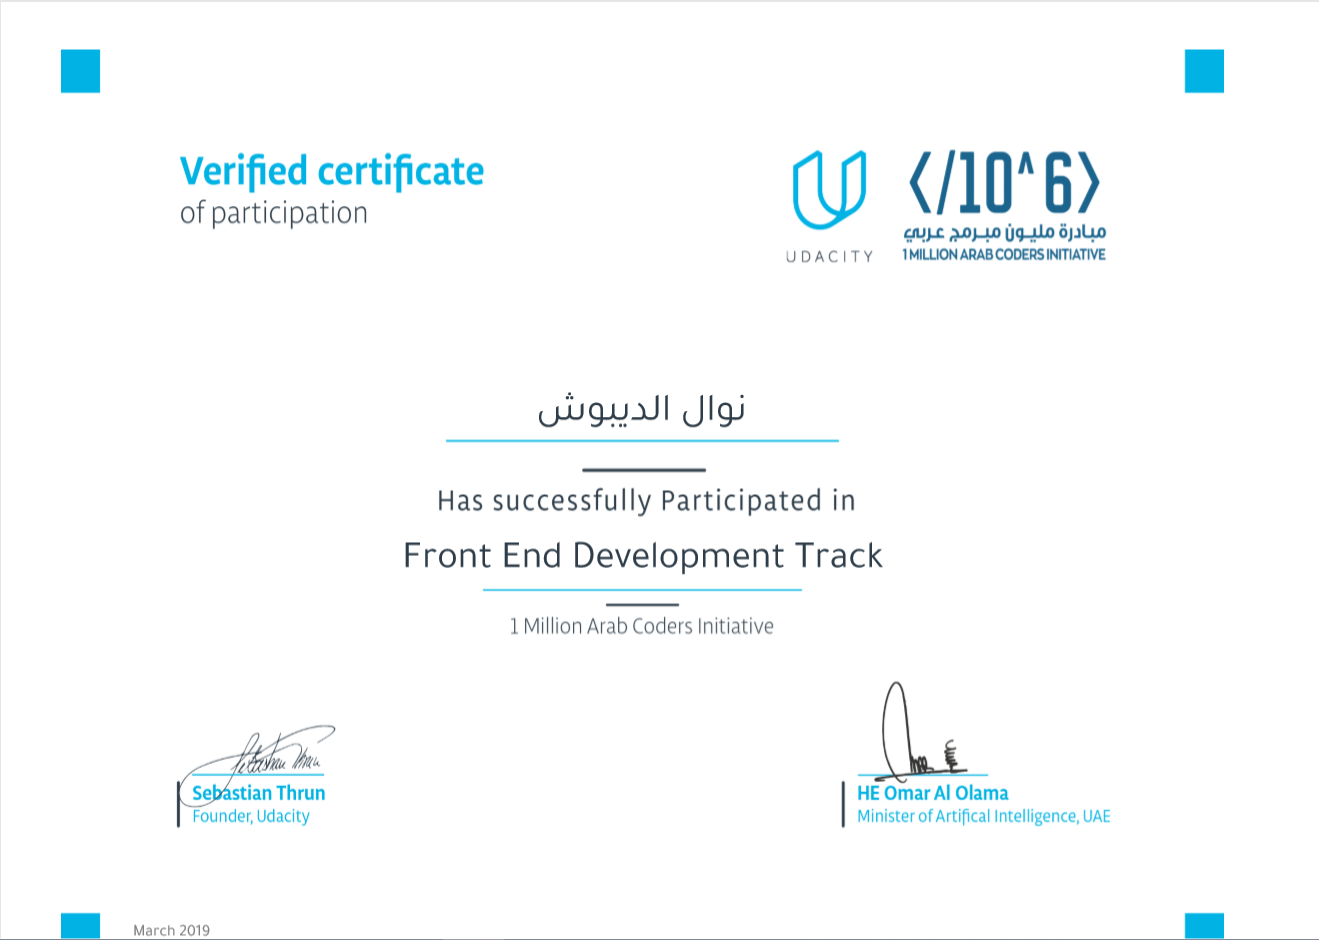 Verified certificate
of participation
UDACITY
</10^6>
مبادرة مليون مبرمج عربي
1 MILLION ARAB CODERS INITIATIVE
نوال الديبوش
Has successfully Participated in
Front End Development Track
1 Million Arab Coders Initiative
Sebastian Thrun
Sebastian Thrun
Founder, Udacity
HE Omar Al Olama
Minister of Artifical Intelligence, UAE
March 2019